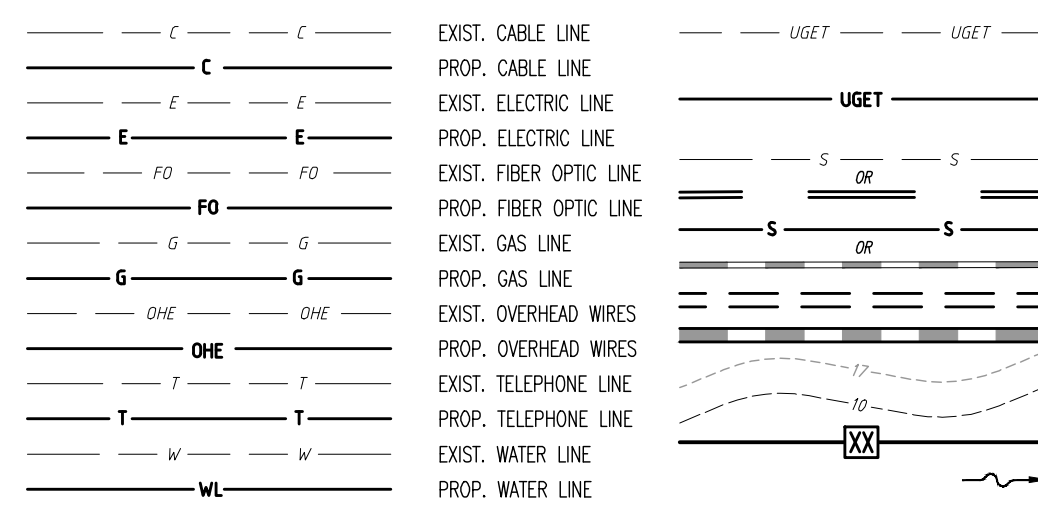 C C EXIST. CABLE LINE
C PROP. CABLE LINE
E E EXIST. ELECTRIC LINE
E E PROP. ELECTRIC LINE
FO FO EXIST. FIBER OPTIC LINE
FO PROP. FIBER OPTIC LINE
G G EXIST. GAS LINE
G G PROP. GAS LINE
OHE OHE EXIST. OVERHEAD WIRES
OHE PROP. OVERHEAD WIRES
T T EXIST. TELEPHONE LINE
T T PROP. TELEPHONE LINE
W W EXIST. WATER LINE
WL PROP. WATER LINE
UGET UGET
UGET
S S
OR
S S
OR
17
10
XX